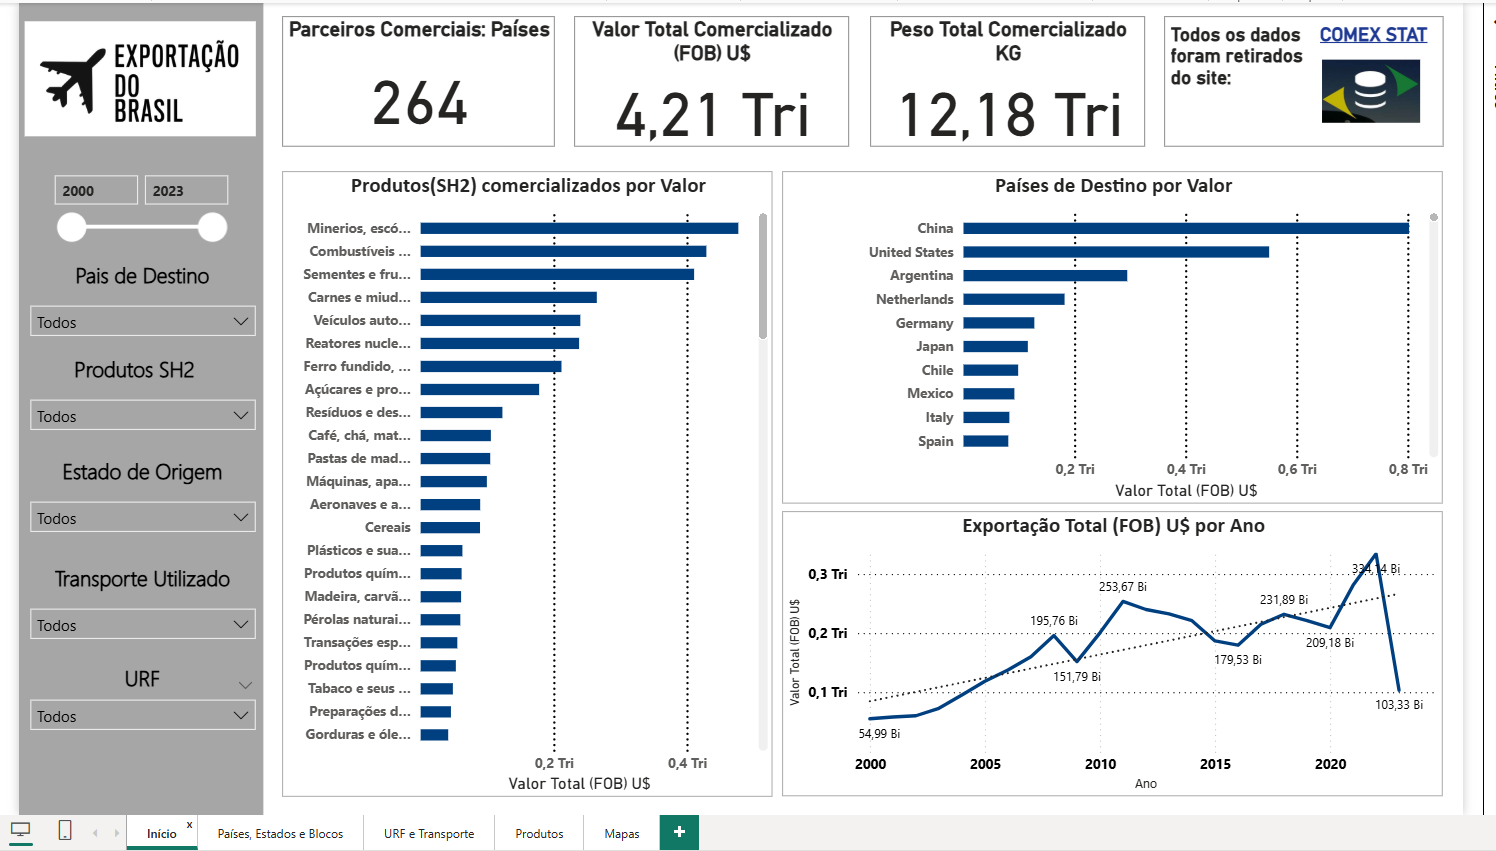 EXPORTAÇÃO
DO
BRASIL
2000
2023
Pais de Destino
Todos
Produtos SH2
Todos
Estado de Origem
Todos
Transporte Utilizado
Todos
URF
Todos
Parceiros Comerciais: Países
264
Valor Total Comercializado
(FOB) U$
4,21 Tri
Peso Total Comercializado
KG
12,18 Tri
Todos os dados
foram retirados
do site:
COMEX STAT
Produtos(SH2) comercializados por Valor
Minerios, escó...
Combustíveis ...
Sementes e fru...
Carnes e miud...
Veículos auto...
Reatores nucle...
Ferro fundido, ...
Açúcares e pro...
Resíduos e des...
Café, chá, mat...
Pastas de mad...
Máquinas, apa...
Aeronaves e a...
Cereais
Plásticos e sua...
Produtos quím...
Madeira, carvã...
Pérolas naturai...
Transações esp...
Produtos quím...
Tabaco e seus ...
Preparações d...
Gorduras e óle...
0,2 Tri
0,4 Tri
Valor Total (FOB) U$
Países de Destino por Valor
China
United States
Argentina
Netherlands
Germany
Japan
Chile
Mexico
Italy
Spain
0,2 Tri
0,4 Tri
0,6 Tri
0,8 Tri
Valor Total (FOB) U$
Exportação Total (FOB) U$ por Ano
Valor Total (FOB) U$
0,3 Tri
0,2 Tri
0,1 Tri
54,99 Bi
195,76 Bi
151,79 Bi
253,67 Bi
179,53 Bi
231,89 Bi
209,18 Bi
334,14 Bi
103,33 Bi
2000
2005
2010
2015
2020
Ano
Início
x
Países, Estados e Blocos
URF e Transporte
Produtos
Mapas
+